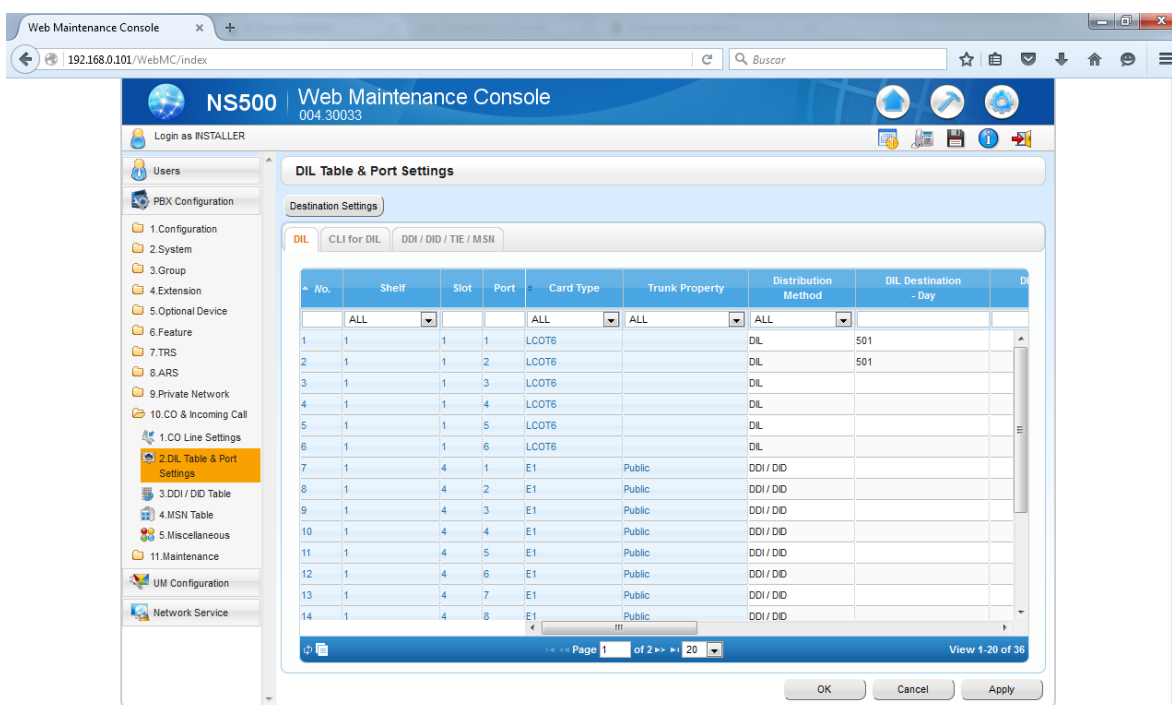 Web Maintenance Console × +
192.168.0.101/WebMC/index
Buscar
NS500 Web Maintenance Console
004.30033
Login as INSTALLER
Users
PBX Configuration
1.Configuration
2.System
3.Group
4.Extension
5.Optional Device
6.Feature
7.TRS
8.ARS
9.Private Network
10.CO & Incoming Call
1.CO Line Settings
2.DIL Table & Port
Settings
3.DDI / DID Table
4.MSN Table
5.Miscellaneous
11.Maintenance
UM Configuration
Network Service
DIL Table & Port Settings
Destination Settings
DIL CLI for DIL DDI / DID / TIE / MSN
No. Shelf Slot Port Card Type Trunk Property Distribution Method DIL Destination - Day DI
ALL ALL ALL ALL
1 1 1 1 LCOT6 DIL 501
2 1 1 2 LCOT6 DIL 501
3 1 1 3 LCOT6 DIL
4 1 1 4 LCOT6 DIL
5 1 1 5 LCOT6 DIL
6 1 1 6 LCOT6 DIL
7 1 4 1 E1 Public DDI / DID
8 1 4 2 E1 Public DDI / DID
9 1 4 3 E1 Public DDI / DID
10 1 4 4 E1 Public DDI / DID
11 1 4 5 E1 Public DDI / DID
12 1 4 6 E1 Public DDI / DID
13 1 4 7 E1 Public DDI / DID
14 1 4 8 E1 Public DDI / DID
Page 1 of 2 20 View 1-20 of 36
OK Cancel Apply